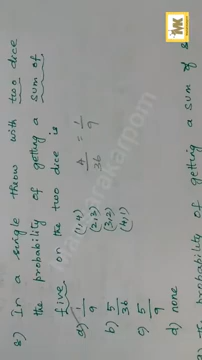 8) In a single throw with two dice
the probability of getting a sum of
five on the two dice is
a) 1/9 (1,4) 4/36 = 1/9
b) 5/36 (2,3)
c) 5/9 (3,2)
d) none (4,1)
probability of getting a sum of
MK